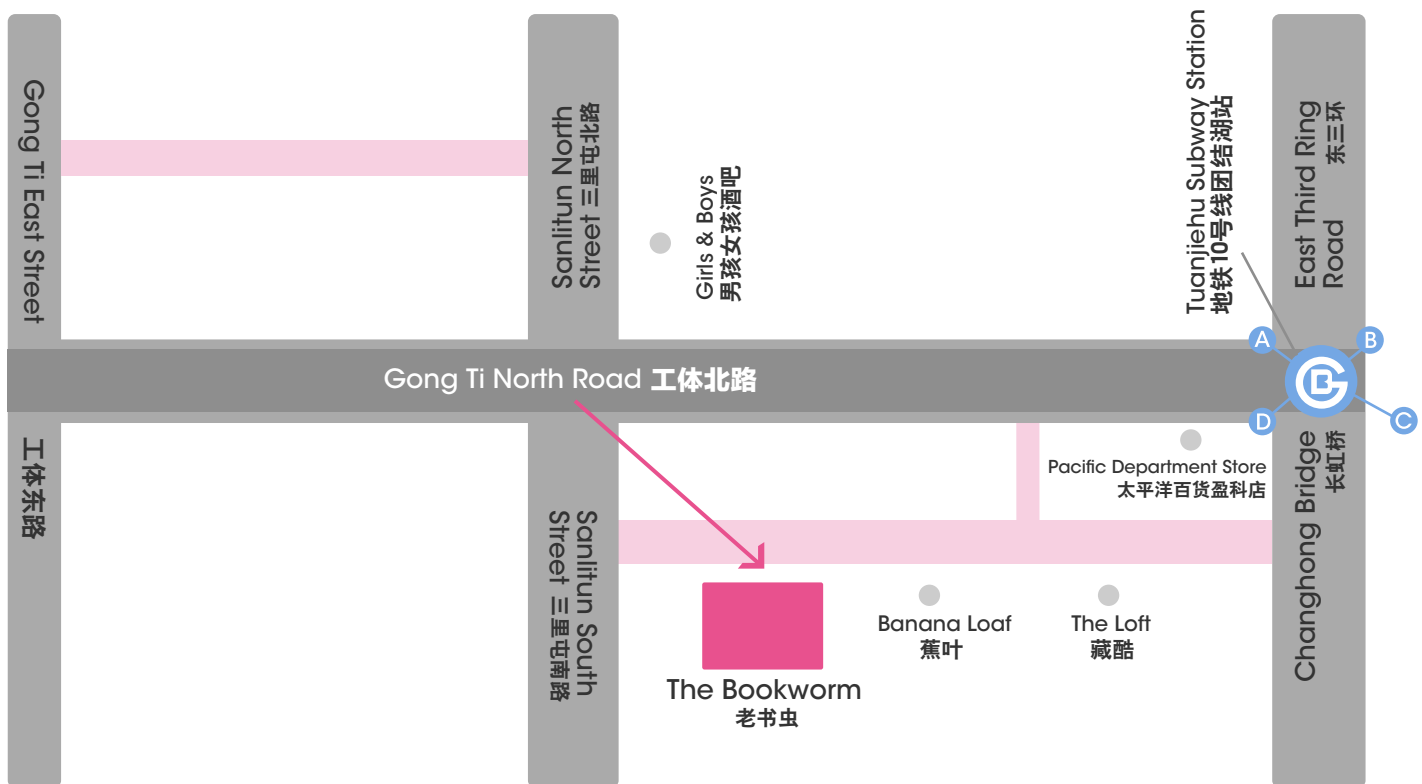 Gong Ti East Street
工体东路
Sanlitun North
Street 三里屯北路
Girls & Boys
男孩女孩酒吧
Tuanjiehu Subway Station
地铁10号线团结湖站
East Third Ring
Road 东三环
A
B
Gong Ti North Road 工体北路
D
C
Pacific Department Store
太平洋百货盈科店
Changhong Bridge
长虹桥
Sanlitun South
Street 三里屯南路
Banana Loaf
蕉叶
The Loft
藏酷
The Bookworm
老书虫